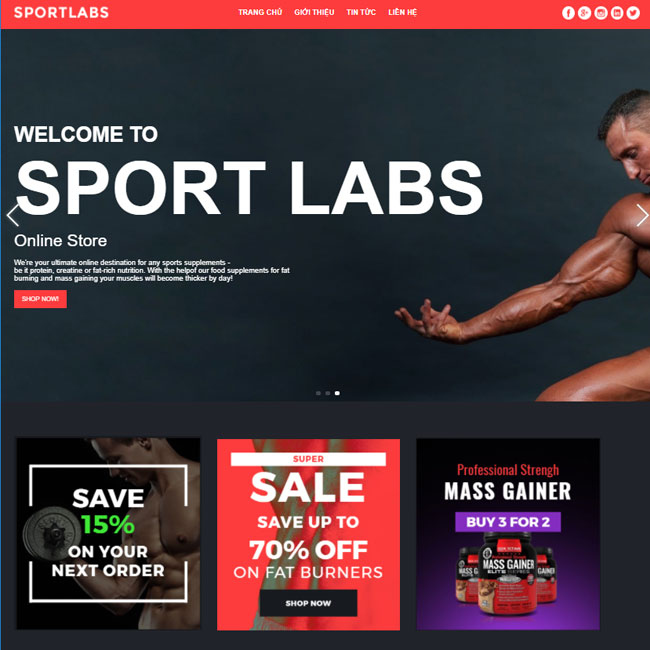 SPORTLABS
TRANG CHỦ GIỚI THIỆU TIN TỨC LIÊN HỆ
WELCOME TO
SPORT LABS
Online Store
We're your ultimate online destination for any sports supplements -
be it protein, creatine or fat-rich nutrition. With the helpof our food supplements for fat
burning and mass gaining your muscles will become thicker by day!
SHOP NOW!
SAVE
15%
ON YOUR
NEXT ORDER
SUPER
SALE
SAVE UP TO
70% OFF
ON FAT BURNERS
SHOP NOW
Professional Strengh
MASS GAINER
BUY 3 FOR 2
MASS GAINER
ELITE